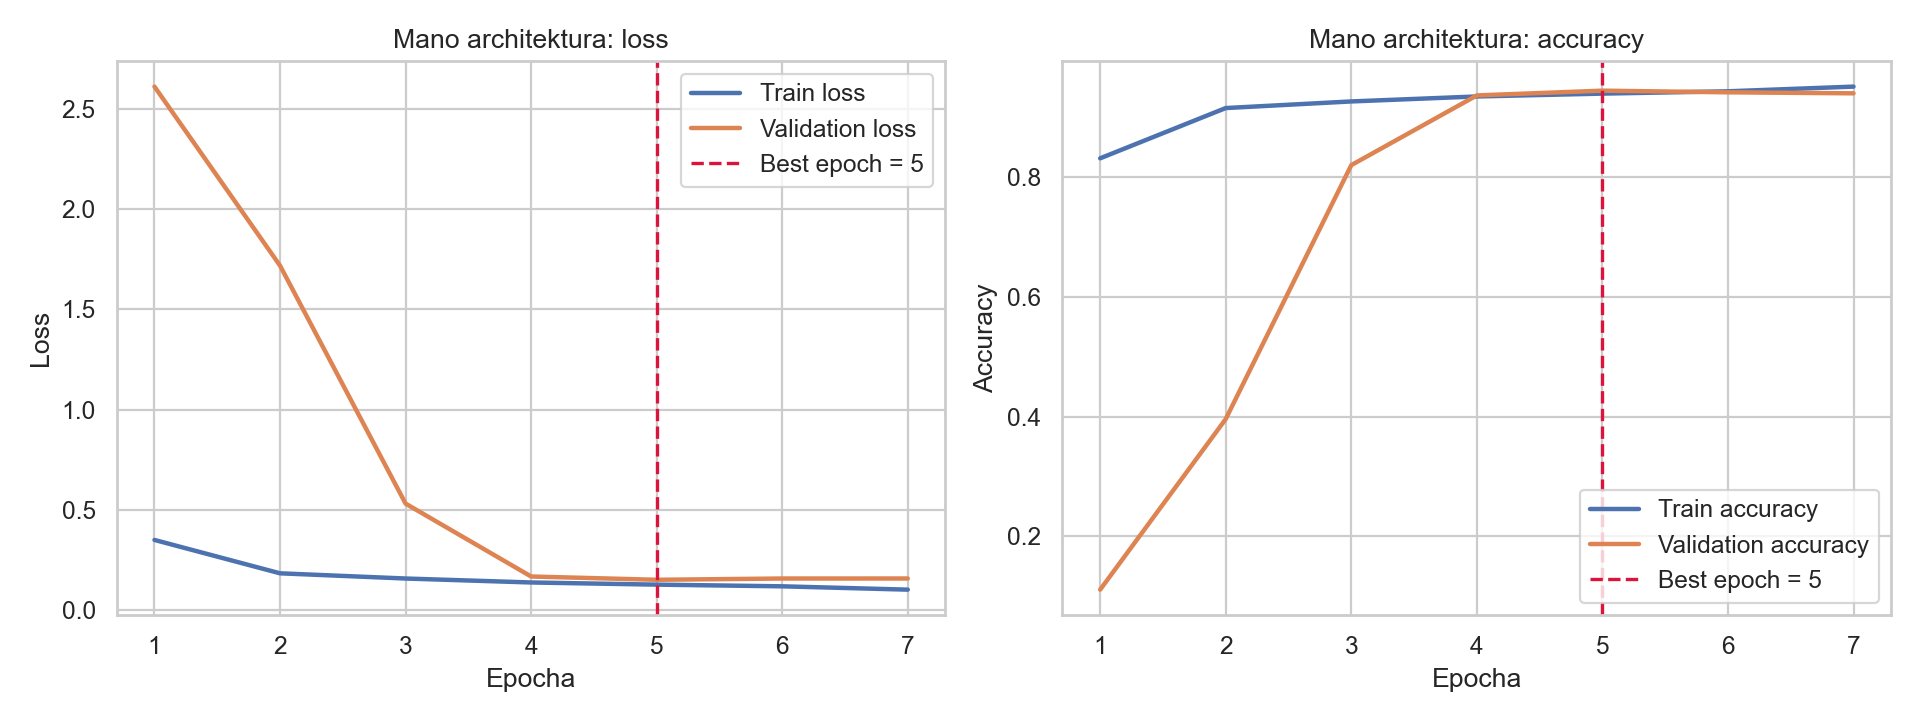 Mano architektura: loss
2.5
2.0
1.5
1.0
0.5
0.0
Loss
1 2 3 4 5 6 7
Epocha
Train loss
Validation loss
Best epoch = 5
Mano architektura: accuracy
0.8
0.6
0.4
0.2
Accuracy
1 2 3 4 5 6 7
Epocha
Train accuracy
Validation accuracy
Best epoch = 5